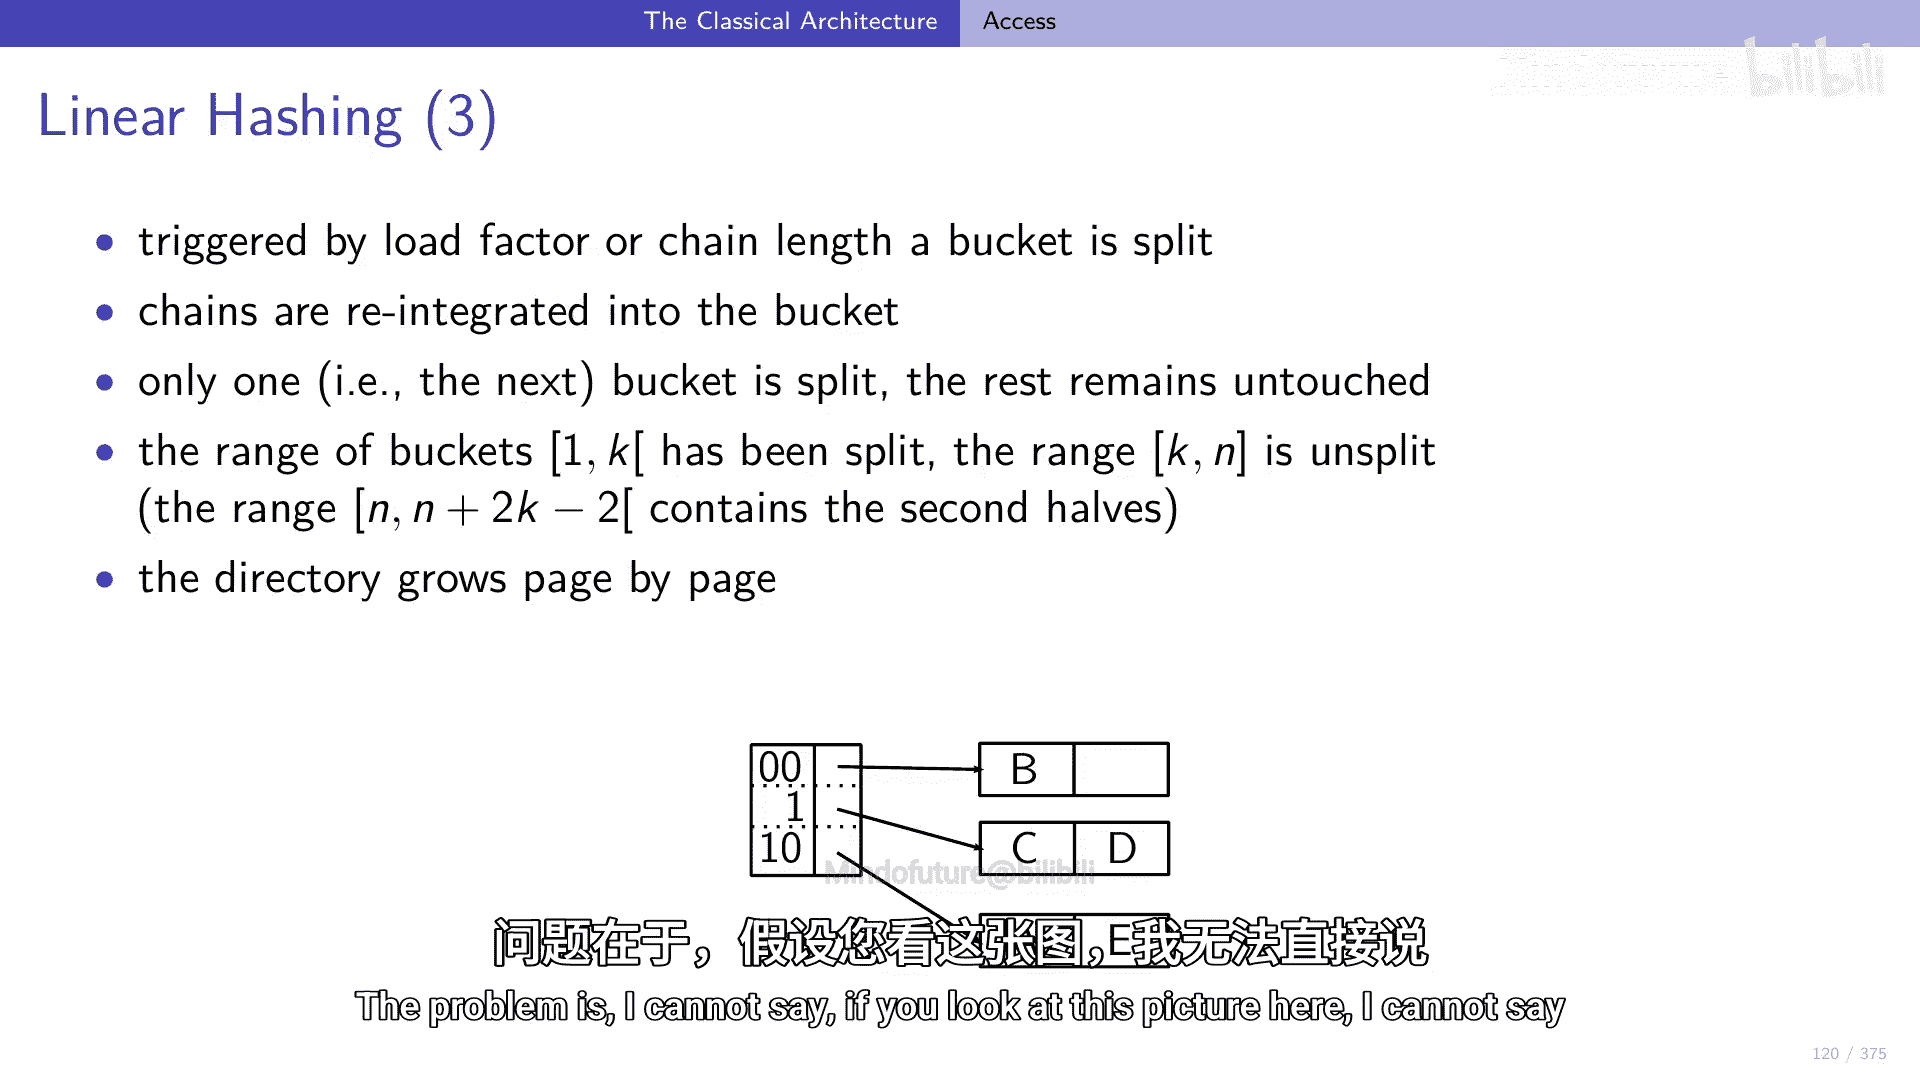 The Classical Architecture Access
bilibili
Linear Hashing (3)
• triggered by load factor or chain length a bucket is split
• chains are re-integrated into the bucket
• only one (i.e., the next) bucket is split, the rest remains untouched
• the range of buckets [1, k[ has been split, the range [k, n] is unsplit
(the range [n, n + 2k − 2[ contains the second halves)
• the directory grows page by page
00 B
1
10 C D
Mindofuture@bilibili
E
问题在于，假设您看这张图，我无法直接说
The problem is, I cannot say, if you look at this picture here, I cannot say
120 / 375